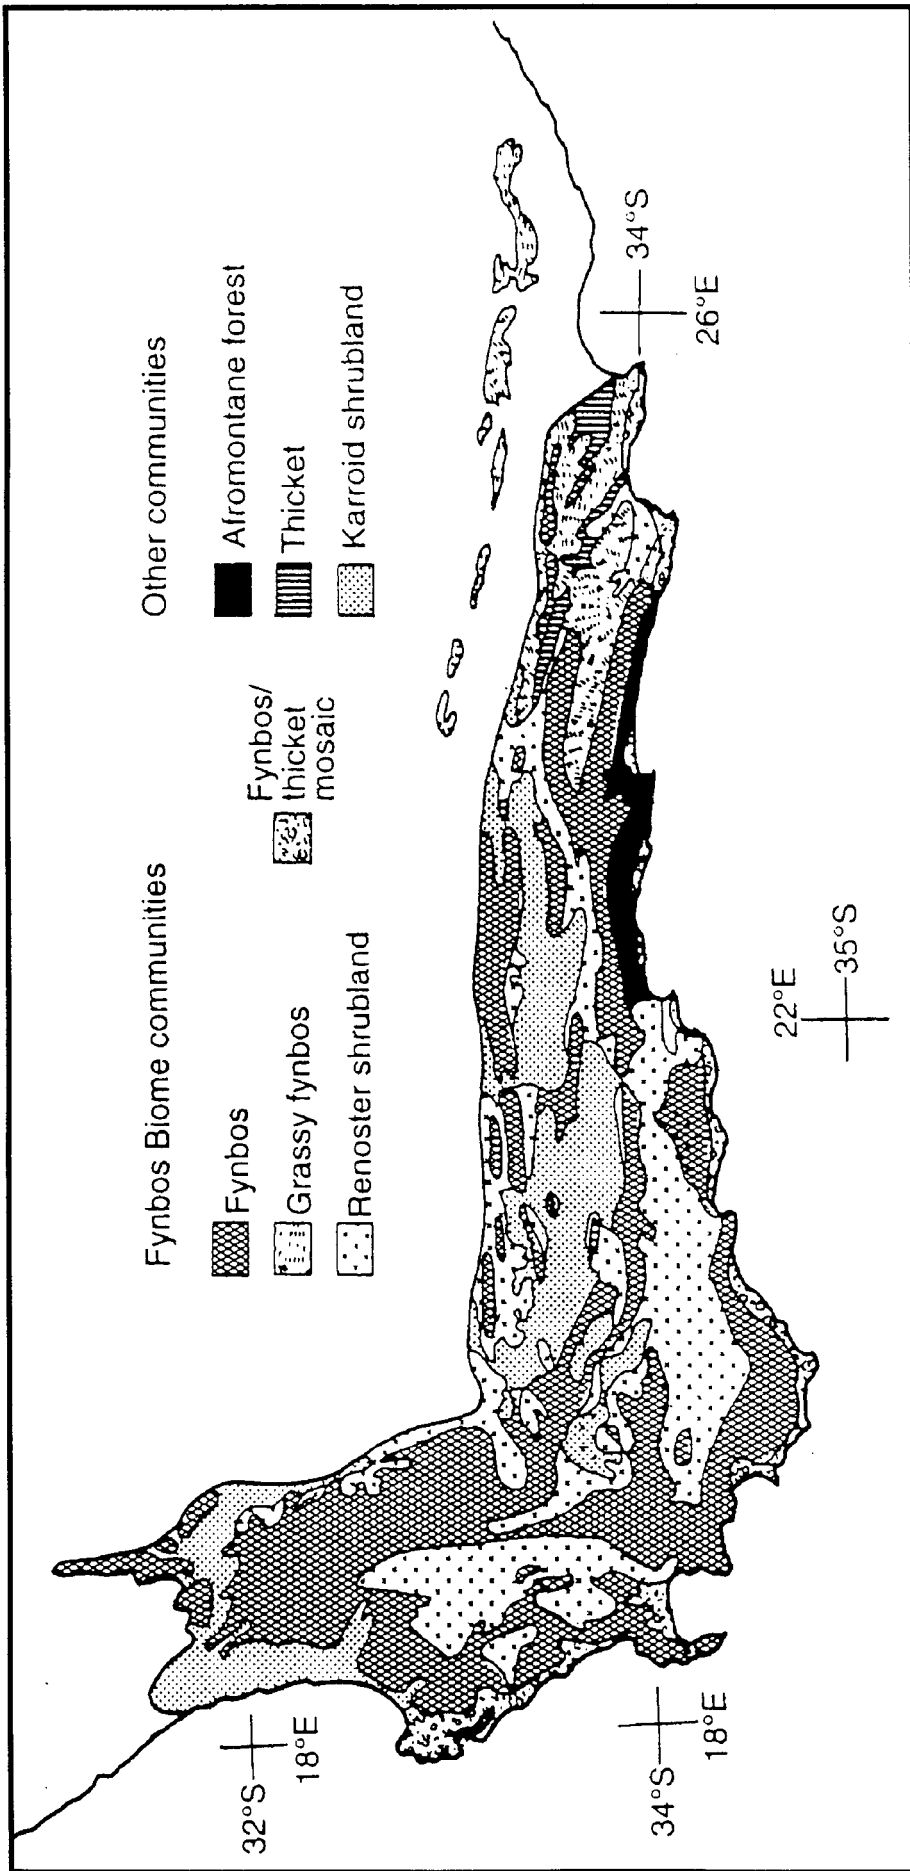 Fynbos Biome communities
Fynbos
Grassy fynbos
Renoster shrubland
Fynbos/
thicket
mosaic
Other communities
Afromontane forest
Thicket
Karroid shrubland
32°S
18°E
34°S
18°E
22°E
35°S
34°S
26°E